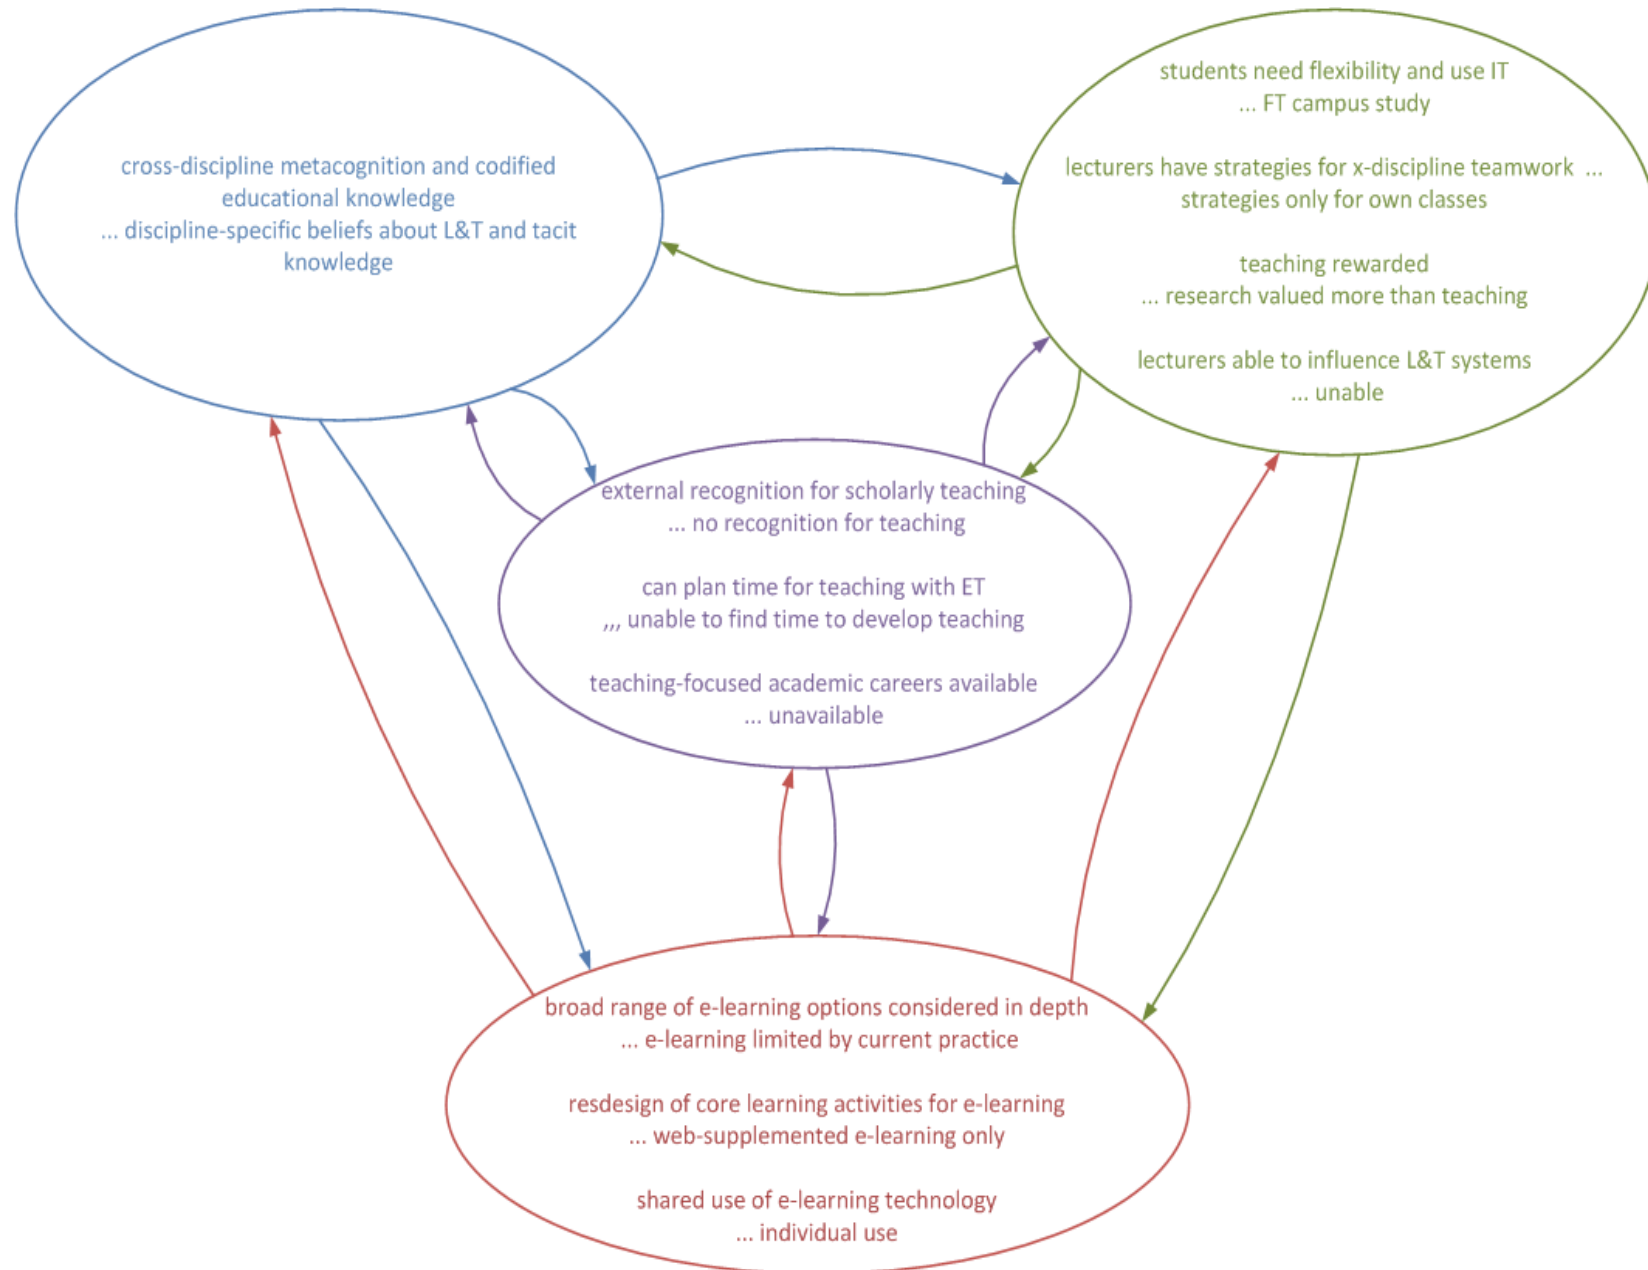 cross-discipline metacognition and codified
educational knowledge
... discipline-specific beliefs about L&T and tacit
knowledge
students need flexibility and use IT
... FT campus study
lecturers have strategies for x-discipline teamwork ...
strategies only for own classes
teaching rewarded
... research valued more than teaching
lecturers able to influence L&T systems
... unable
external recognition for scholarly teaching
... no recognition for teaching
can plan time for teaching with ET
,,, unable to find time to develop teaching
teaching-focused academic careers available
... unavailable
broad range of e-learning options considered in depth
... e-learning limited by current practice
resdesign of core learning activities for e-learning
... web-supplemented e-learning only
shared use of e-learning technology
... individual use